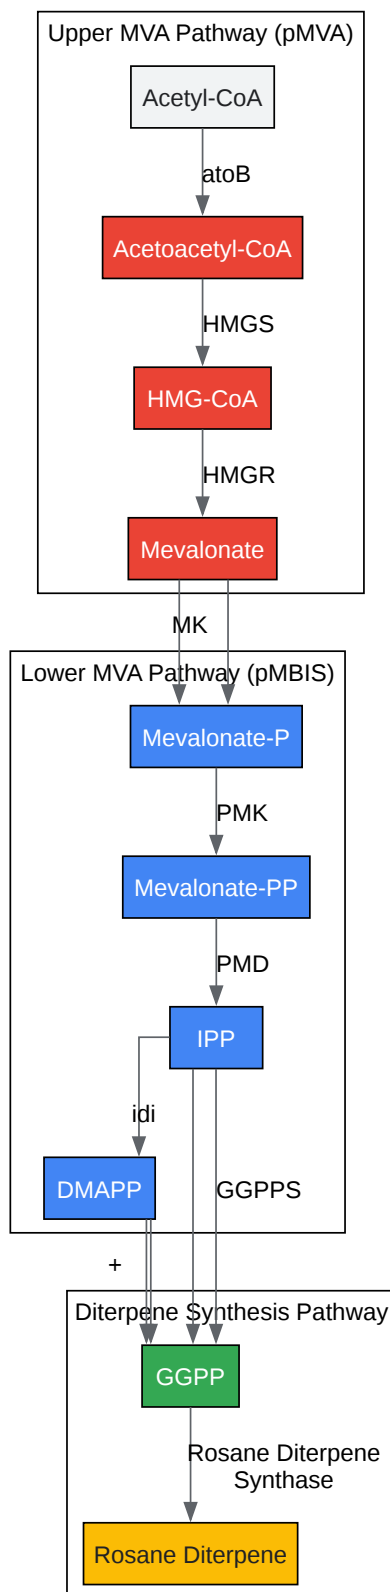 Upper MVA Pathway (pMVA)
Acetyl-CoA
atoB
Acetoacetyl-CoA
HMGS
HMG-CoA
HMGR
Mevalonate
MK
Lower MVA Pathway (pMBIS)
Mevalonate-P
PMK
Mevalonate-PP
PMD
IPP
idi
DMAPP
GGPPS
+
Diterpene Synthesis Pathway
GGPP
Rosane Diterpene
Synthase
Rosane Diterpene